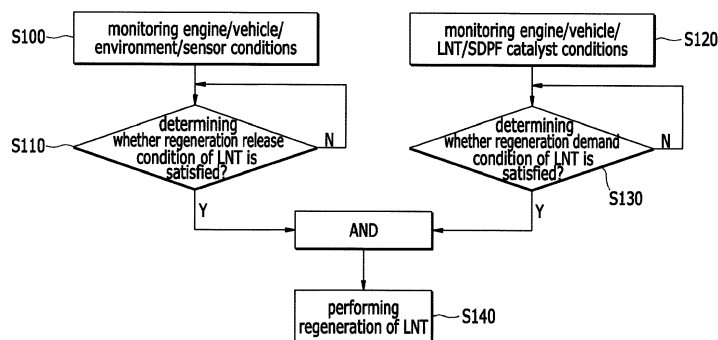 S100
monitoring engine/vehicle/
environment/sensor conditions
monitoring engine/vehicle/
LNT/SDPF catalyst conditions
S120
S110
determining
whether regeneration release
condition of LNT is
satisfied?
N
Y
determining
whether regeneration demand
condition of LNT is
satisfied?
N
S130
Y
AND
performing
regeneration of LNT
S140